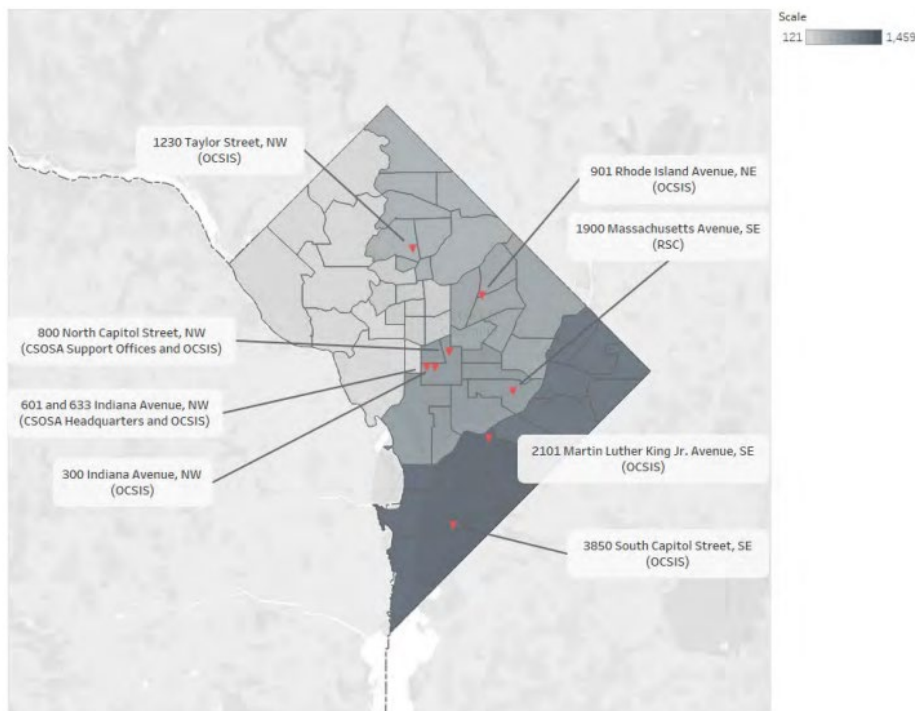 Scale
121
1,459
1230 Taylor Street, NW
(OCSIS)
901 Rhode Island Avenue, NE
(OCSIS)
1900 Massachusetts Avenue, SE
(RSC)
800 North Capitol Street, NW
(CSOSA Support Offices and OCSIS)
601 and 633 Indiana Avenue, NW
(CSOSA Headquarters and OCSIS)
2101 Martin Luther King Jr. Avenue, SE
(OCSIS)
300 Indiana Avenue, NW
(OCSIS)
3850 South Capitol Street, SE
(OCSIS)